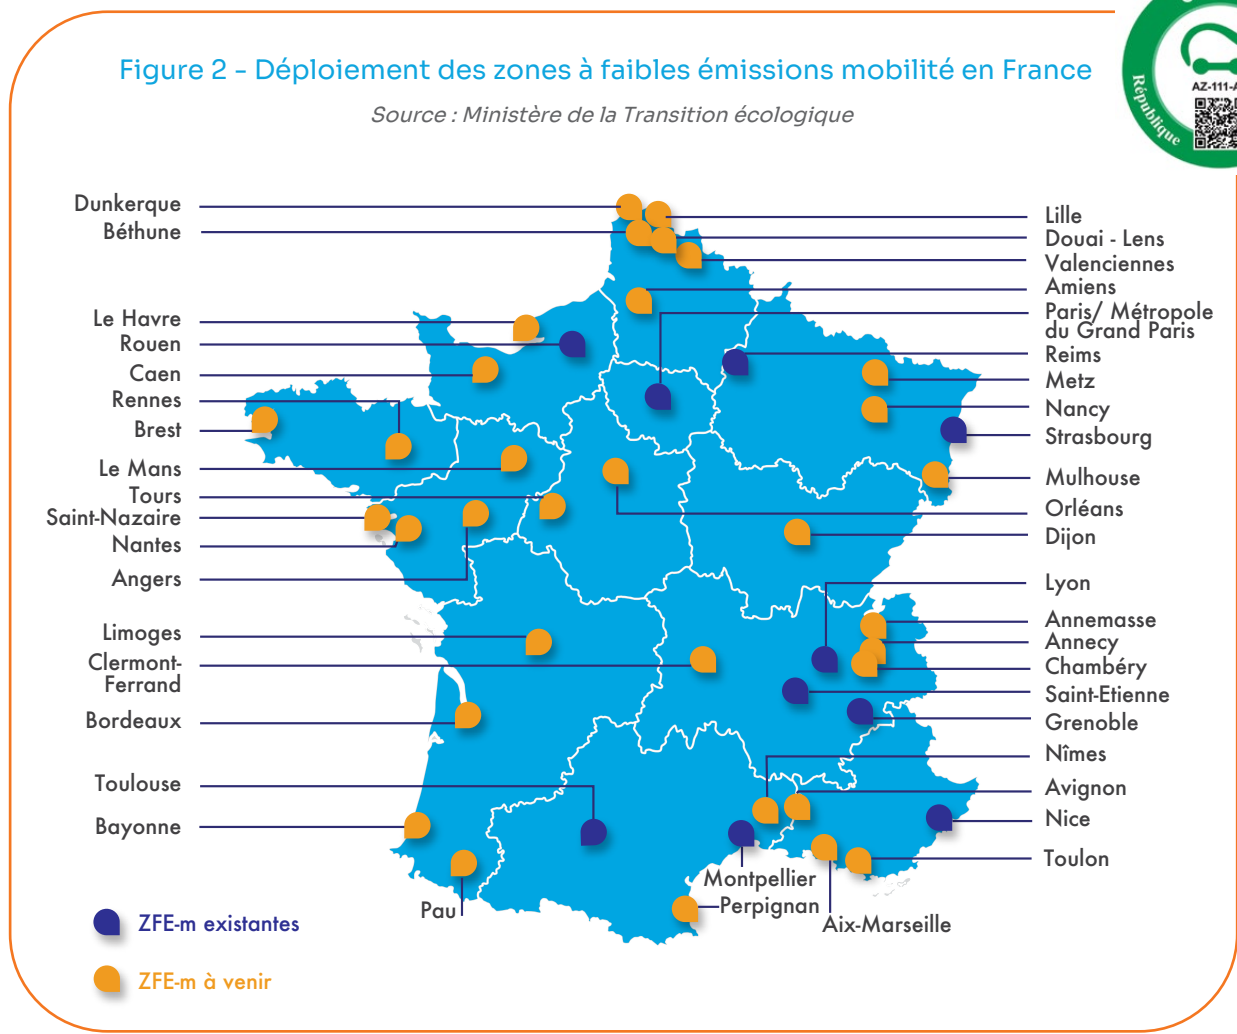 Figure 2 - Déploiement des zones à faibles émissions mobilité en France
Source : Ministère de la Transition écologique
République
AZ-111-A
Dunkerque
Béthune
Le Havre
Rouen
Caen
Rennes
Brest
Le Mans
Tours
Saint-Nazaire
Nantes
Angers
Limoges
Clermont-
Ferrand
Bordeaux
Toulouse
Bayonne
Pau
Lille
Douai - Lens
Valenciennes
Amiens
Paris/ Métropole
du Grand Paris
Reims
Metz
Nancy
Strasbourg
Mulhouse
Orléans
Dijon
Lyon
Annemasse
Annecy
Chambéry
Saint-Etienne
Grenoble
Nîmes
Avignon
Nice
Toulon
Montpellier
Perpignan
Aix-Marseille
ZFE-m existantes
ZFE-m à venir